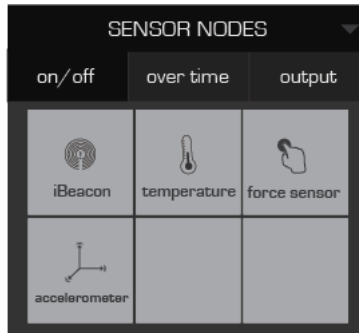 SENSOR NODES
on/off over time output
iBeacon temperature force sensor
accelerometer